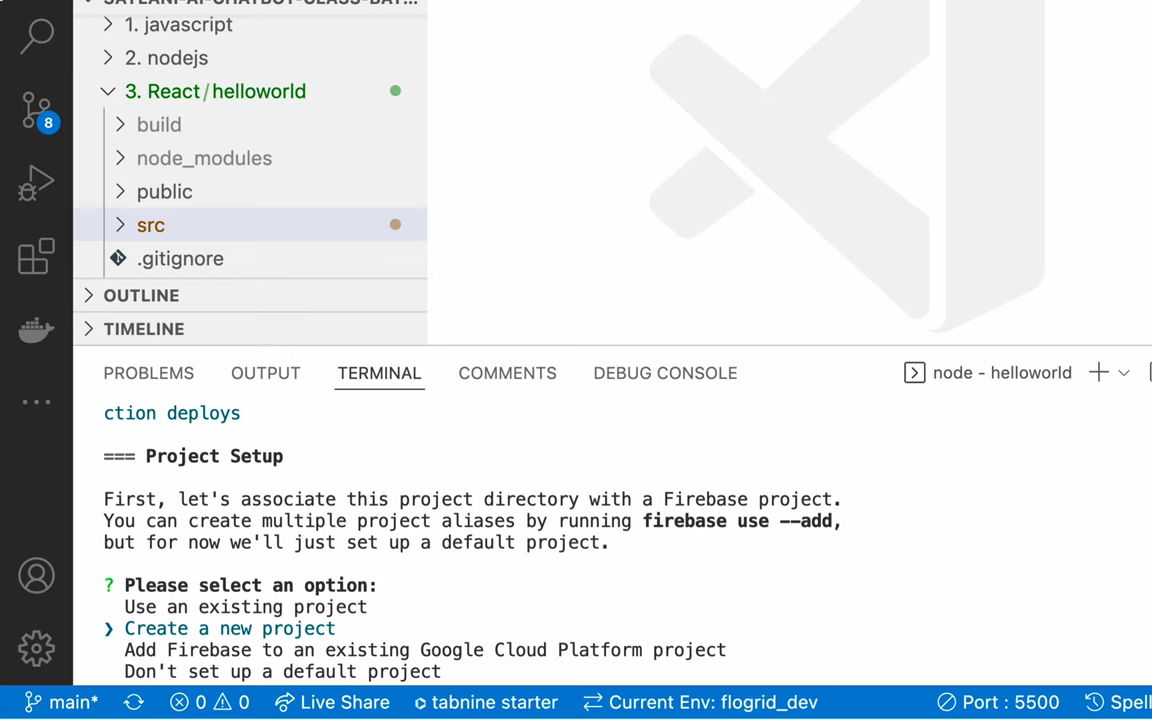 1. javascript
2. nodejs
3. React/helloworld
build
node_modules
public
src
.gitignore
OUTLINE
TIMELINE
8
PROBLEMS OUTPUT TERMINAL COMMENTS DEBUG CONSOLE node - helloworld
ction deploys
=== Project Setup
First, let's associate this project directory with a Firebase project.
You can create multiple project aliases by running firebase use --add,
but for now we'll just set up a default project.
? Please select an option:
Use an existing project
❯ Create a new project
Add Firebase to an existing Google Cloud Platform project
Don't set up a default project
main* 0 0 Live Share tabnine starter Current Env: flogrid_dev Port : 5500 Spell